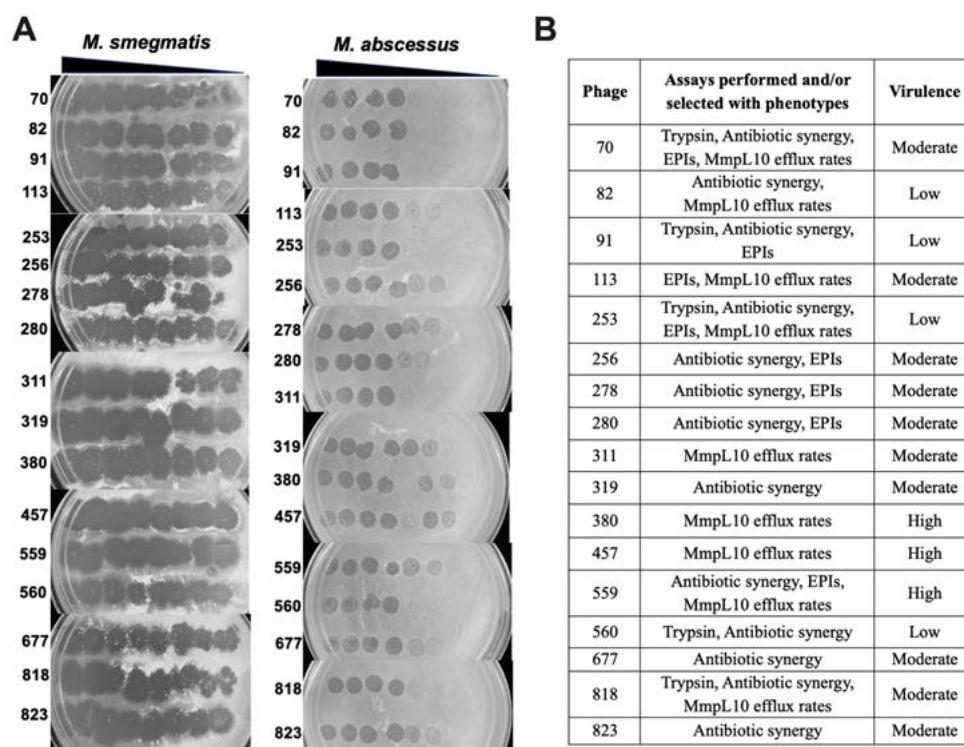 A
M. smegmatis
70
82
91
113
253
256
278
280
311
319
380
457
559
560
677
818
823
M. abscessus
70
82
91
113
253
256
278
280
311
319
380
457
559
560
677
818
823
B
Phage Assays performed and/or selected with phenotypes Virulence
70 Trypsin, Antibiotic synergy, EPIs, MmpL10 efflux rates Moderate
82 Antibiotic synergy, MmpL10 efflux rates Low
91 Trypsin, Antibiotic synergy, EPIs Low
113 EPIs, MmpL10 efflux rates Moderate
253 Trypsin, Antibiotic synergy, EPIs, MmpL10 efflux rates Low
256 Antibiotic synergy, EPIs Moderate
278 Antibiotic synergy, EPIs Moderate
280 Antibiotic synergy, EPIs Moderate
311 MmpL10 efflux rates Moderate
319 Antibiotic synergy Moderate
380 MmpL10 efflux rates High
457 MmpL10 efflux rates High
559 Antibiotic synergy, EPIs, MmpL10 efflux rates High
560 Trypsin, Antibiotic synergy Low
677 Antibiotic synergy Moderate
818 Trypsin, Antibiotic synergy, MmpL10 efflux rates Moderate
823 Antibiotic synergy Moderate